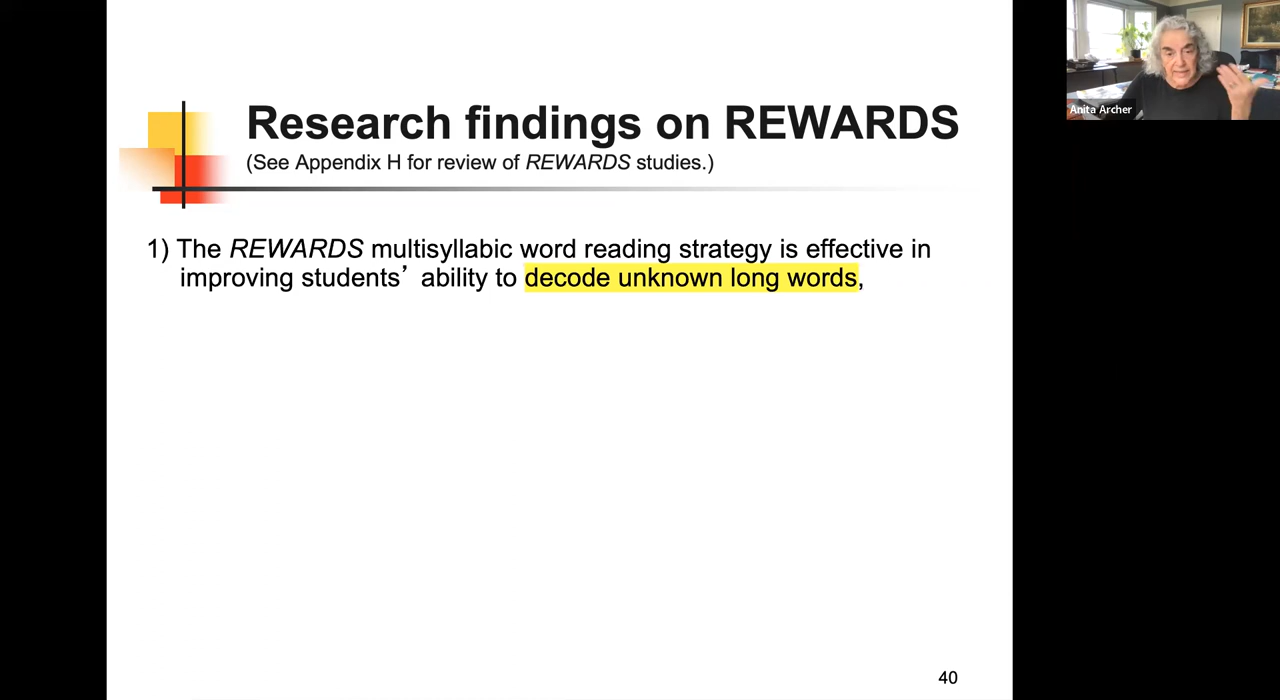 Research findings on REWARDS
(See Appendix H for review of REWARDS studies.)
1) The REWARDS multisyllabic word reading strategy is effective in
improving students’ ability to decode unknown long words,
40
Anita Archer